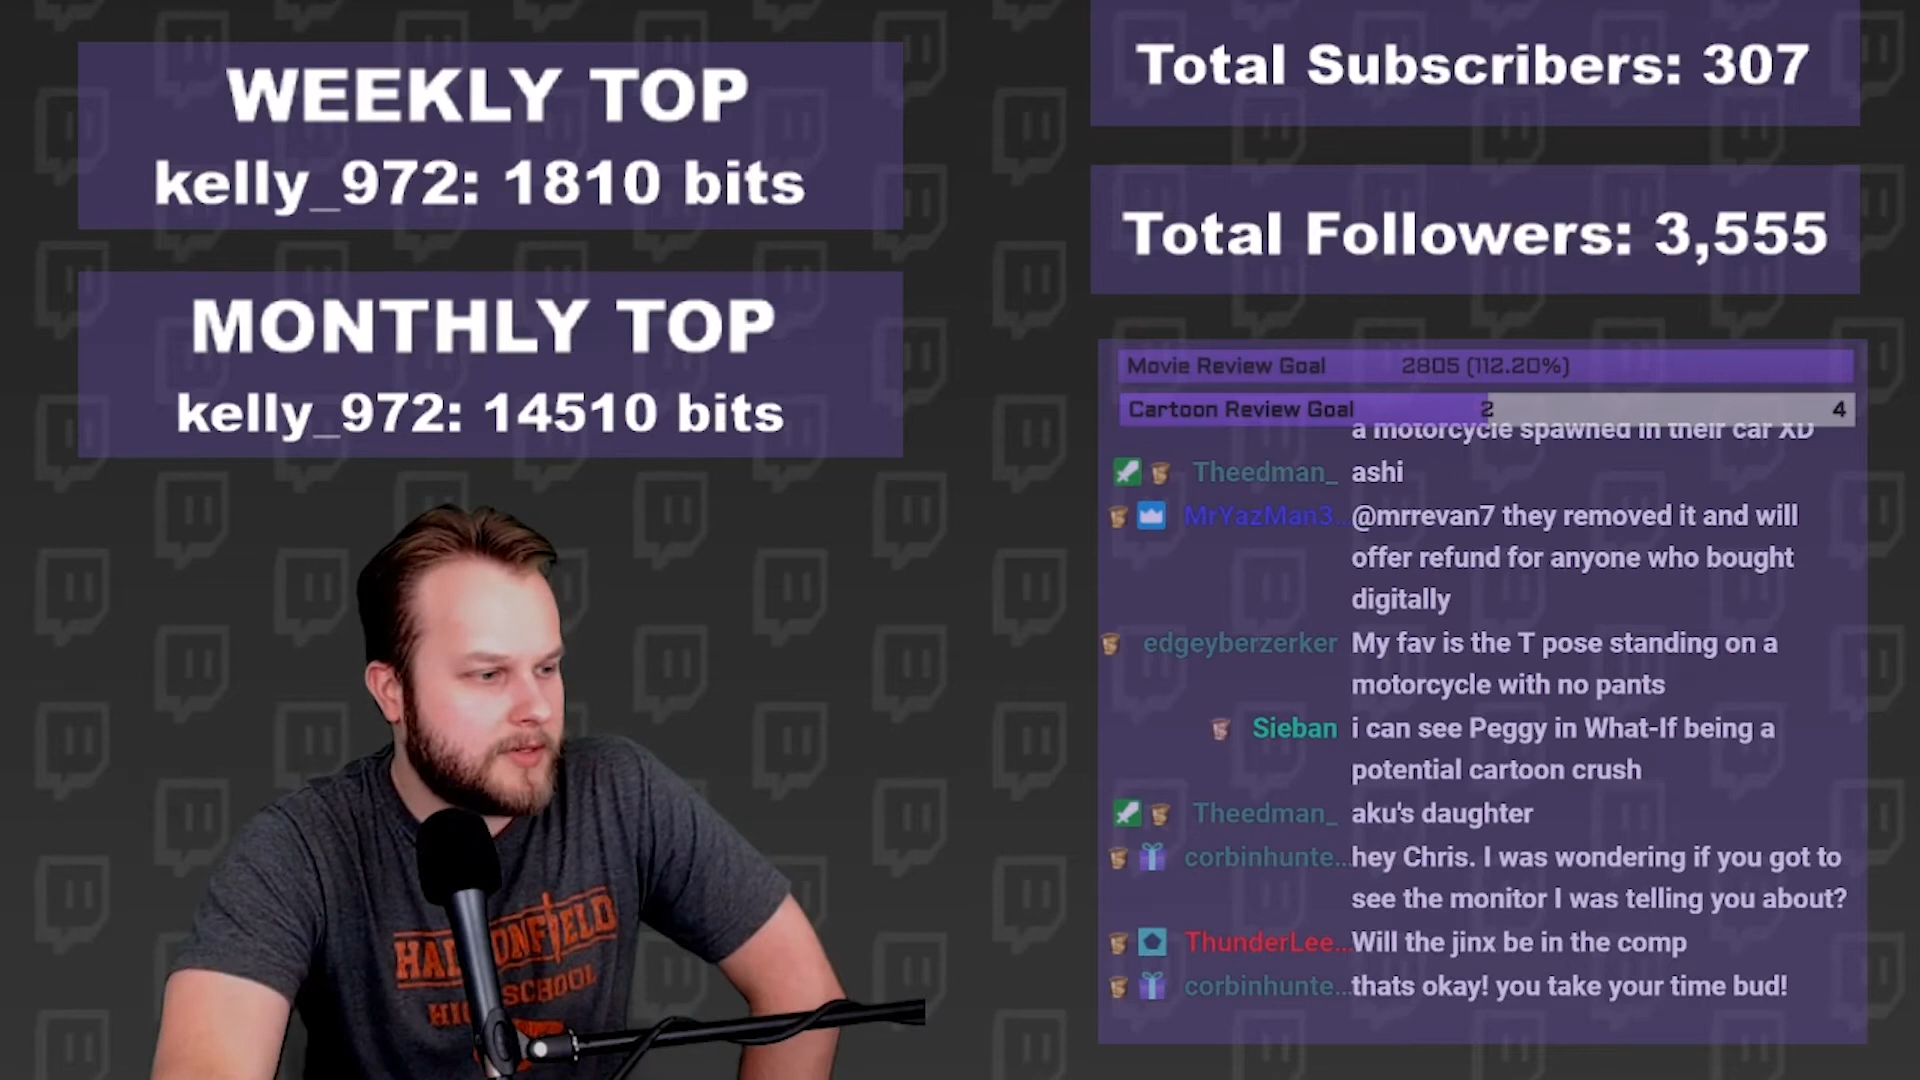 WEEKLY TOP
kelly_972: 1810 bits
MONTHLY TOP
kelly_972: 14510 bits
Total Subscribers: 307
Total Followers: 3,555
Movie Review Goal 2805 (112.20%)
Cartoon Review Goal 2 4
a motorcycle spawned in their car XD
Theedman_ ashi
MrYazMan3... @mrrevan7 they removed it and will
offer refund for anyone who bought
digitally
edgeyberzerker My fav is the T pose standing on a
motorcycle with no pants
Sieban i can see Peggy in What-If being a
potential cartoon crush
Theedman_ aku's daughter
corbinhunte... hey Chris. I was wondering if you got to
see the monitor I was telling you about?
ThunderLee... Will the jinx be in the comp
corbinhunte... thats okay! you take your time bud!
HADDONFIELD
HIGH SCHOOL